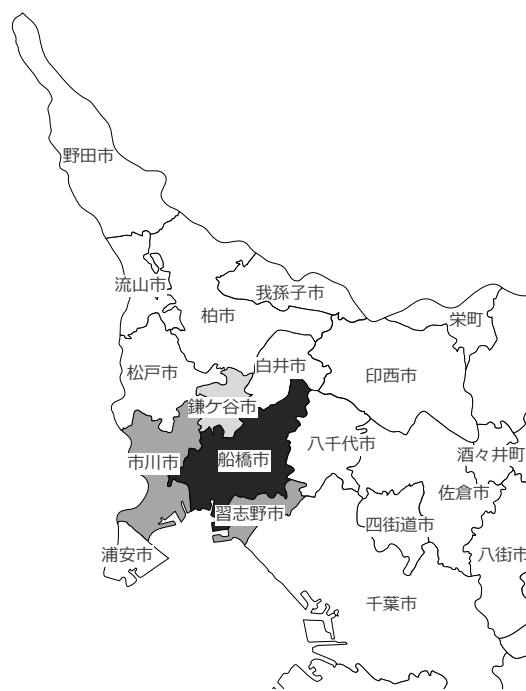 野田市
流山市
我孫子市
柏市
栄町
松戸市
白井市
印西市
鎌ケ谷市
八千代市
市川市
船橋市
酒々井町
佐倉市
習志野市
四街道市
浦安市
八街市
千葉市